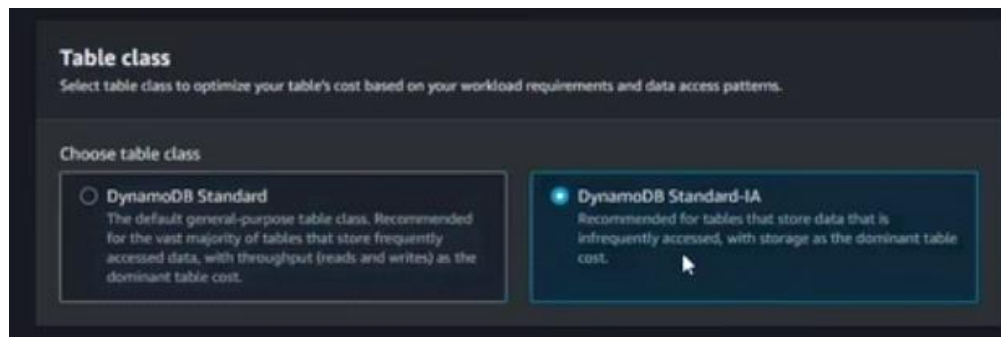 Table class
Select table class to optimize your table's cost based on your workload requirements and data access patterns.
Choose table class
DynamoDB Standard
The default general-purpose table class. Recommended
for the vast majority of tables that store frequently
accessed data, with throughput (reads and writes) as the
dominant table cost.
DynamoDB Standard-IA
Recommended for tables that store data that is
infrequently accessed, with storage as the dominant table
cost.